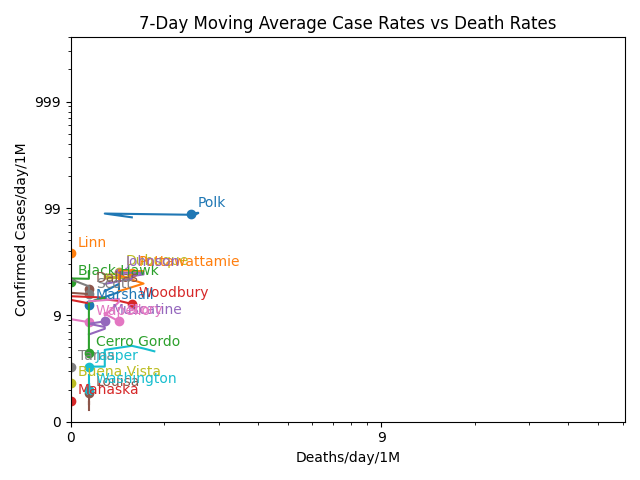 7-Day Moving Average Case Rates vs Death Rates
999
Confirmed Cases/day/1M
99
Polk
Linn
Dubuque
Johnson
Pottawattamie
Black Hawk
Dallas
Scott
Marshall
Woodbury
9
Wapello
Muscatine
Cerro Gordo
Tama
Jasper
Buena Vista
Washington
Louisa
Mahaska
0
0
9
Deaths/day/1M